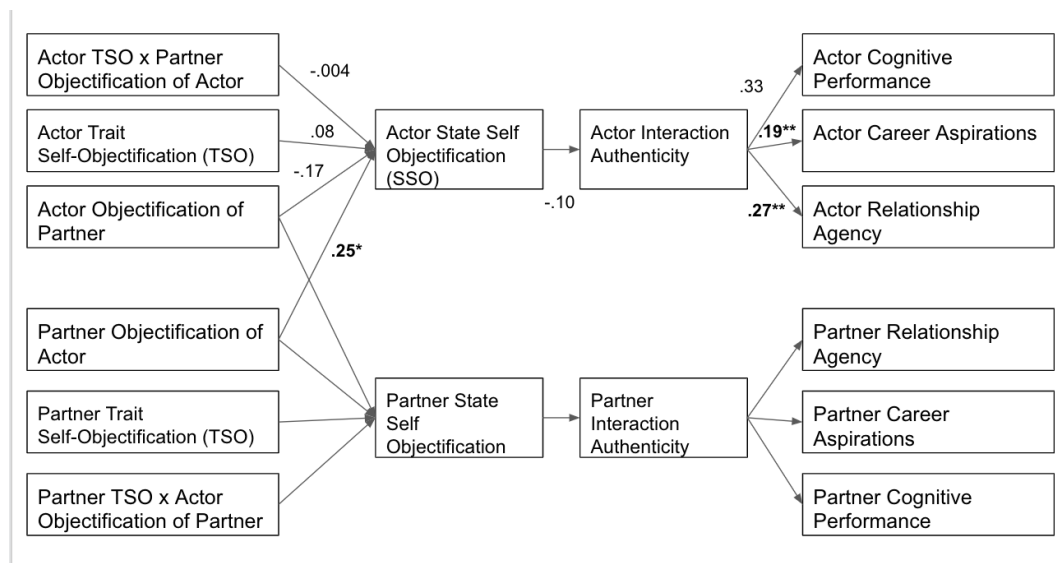 Actor TSO x Partner
Objectification of Actor
-.004
Actor Trait
Self-Objectification (TSO)
.08
-.17
Actor Objectification of
Partner
.25*
Actor State Self
Objectification
(SSO)
-.10
Actor Interaction
Authenticity
.33
.19**
.27**
Actor Cognitive
Performance
Actor Career Aspirations
Actor Relationship
Agency
Partner Objectification of
Actor
Partner Trait
Self-Objectification (TSO)
Partner TSO x Actor
Objectification of Partner
Partner State
Self
Objectification
Partner
Interaction
Authenticity
Partner Relationship
Agency
Partner Career
Aspirations
Partner Cognitive
Performance